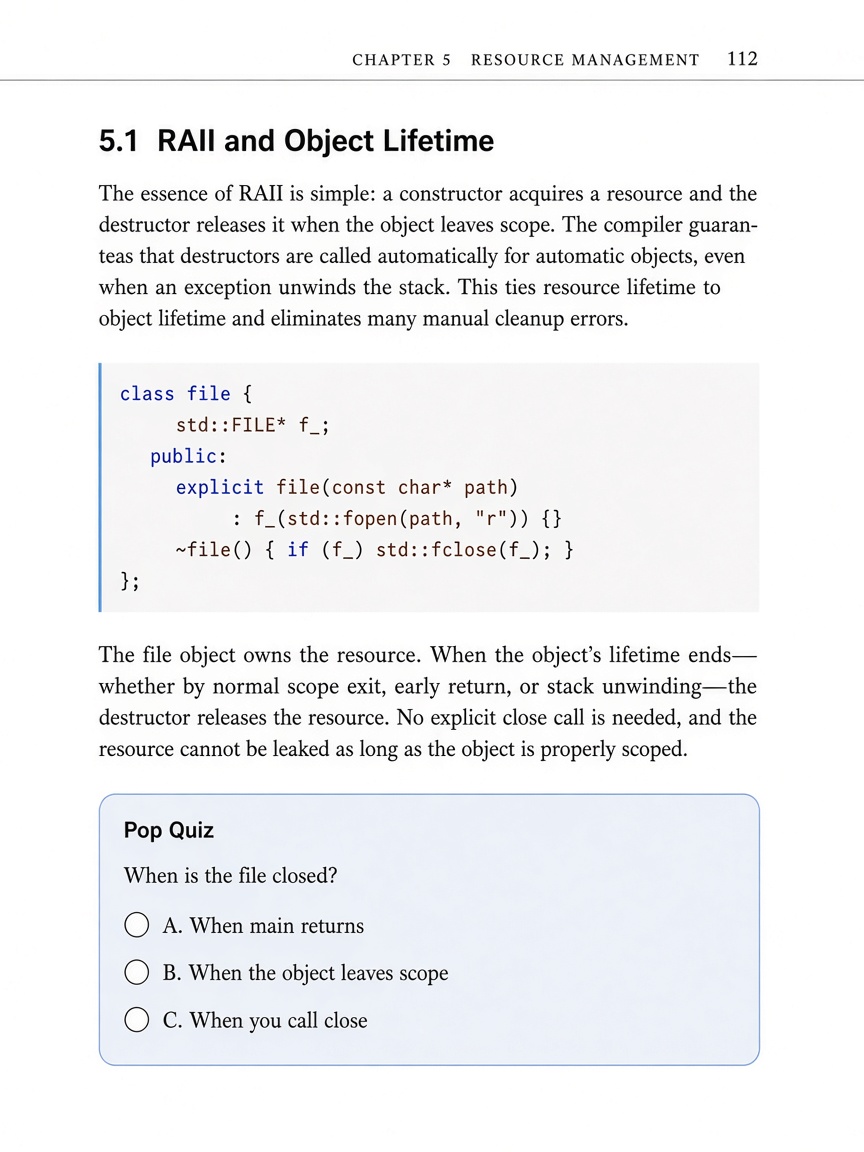 CHAPTER 5 RESOURCE MANAGEMENT 112
5.1 RAII and Object Lifetime
The essence of RAII is simple: a constructor acquires a resource and the
destructor releases it when the object leaves scope. The compiler guaran-
teas that destructors are called automatically for automatic objects, even
when an exception unwinds the stack. This ties resource lifetime to
object lifetime and eliminates many manual cleanup errors.
class file {
std::FILE* f_;
public:
explicit file(const char* path)
: f_(std::fopen(path, "r")) {}
~file() { if (f_) std::fclose(f_); }
};
The file object owns the resource. When the object’s lifetime ends—
whether by normal scope exit, early return, or stack unwinding—the
destructor releases the resource. No explicit close call is needed, and the
resource cannot be leaked as long as the object is properly scoped.
Pop Quiz
When is the file closed?
A. When main returns
B. When the object leaves scope
C. When you call close